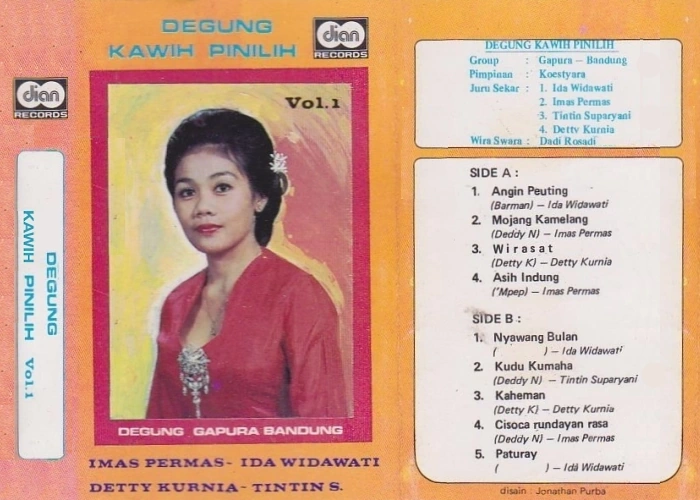 dian
RECORDS
DEGUNG
KAWIH PINILIH Vol.1
DEGUNG
KAWIH PINILIH
dian
RECORDS
Vol.1
DEGUNG GAPURA BANDUNG
IMAS PERMAS- IDA WIDAWATI
DETTY KURNIA- TINTIN S.
DEGUNG KAWIH PINILIH
Group : Gapura – Bandung
Pimpinan : Koestyara
Juru Sekar : 1. Ida Widawati
2. Imas Permas
3. Tintin Suparyani
4. Detty Kurnia
Wira Swara : Dadi Rosadi
SIDE A :
1. Angin Peuting
(Barman) – Ida Widawati
2. Mojang Kamelang
(Deddy N) – Imas Permas
3. Wirasat
(Detty K) – Detty Kurnia
4. Asih Indung
("Mpep) – Imas Permas
SIDE B :
1. Nyawang Bulan
( ) – Ida Widawati
2. Kudu Kumaha
(Deddy N) – Tintin Suparyani
3. Kaheman
(Detty K) – Detty Kurnia
4. Cisoca rundayan rasa
(Deddy N) – Imas Permas
5. Paturay
( ) – Ida Widawati
disain : Jonathan Purba